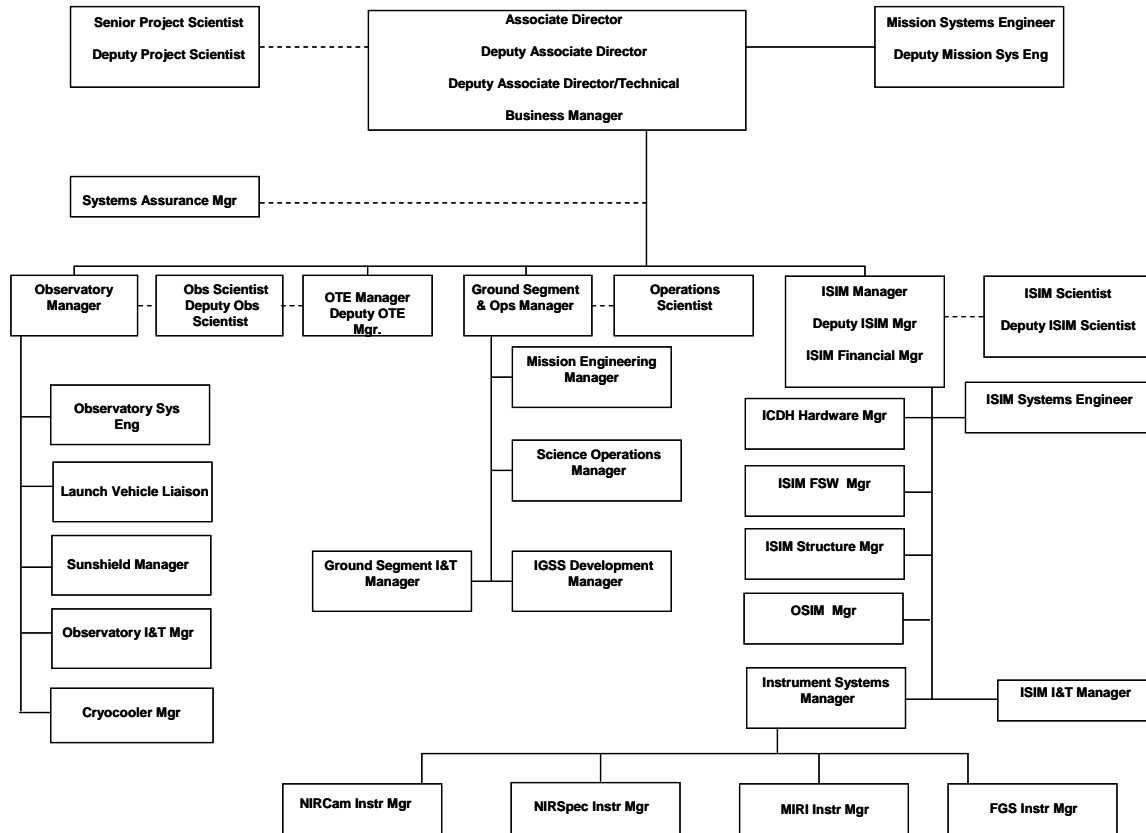 Senior Project Scientist
Deputy Project Scientist
Associate Director
Deputy Associate Director
Deputy Associate Director/Technical
Business Manager
Mission Systems Engineer
Deputy Mission Sys Eng
Systems Assurance Mgr
Observatory
Manager
Obs Scientist
Deputy Obs
Scientist
OTE Manager
Deputy OTE
Mgr.
Ground Segment
& Ops Manager
Operations
Scientist
ISIM Manager
Deputy ISIM Mgr
ISIM Financial Mgr
ISIM Scientist
Deputy ISIM Scientist
Observatory Sys
Eng
Launch Vehicle Liaison
Sunshield Manager
Observatory I&T Mgr
Cryocooler Mgr
Mission Engineering
Manager
Science Operations
Manager
Ground Segment I&T
Manager
IGSS Development
Manager
ICDH Hardware Mgr
ISIM Systems Engineer
ISIM FSW  Mgr
ISIM Structure Mgr
OSIM  Mgr
Instrument Systems
Manager
ISIM I&T Manager
NIRCam Instr Mgr
NIRSpec Instr Mgr
MIRI Instr Mgr
FGS Instr Mgr